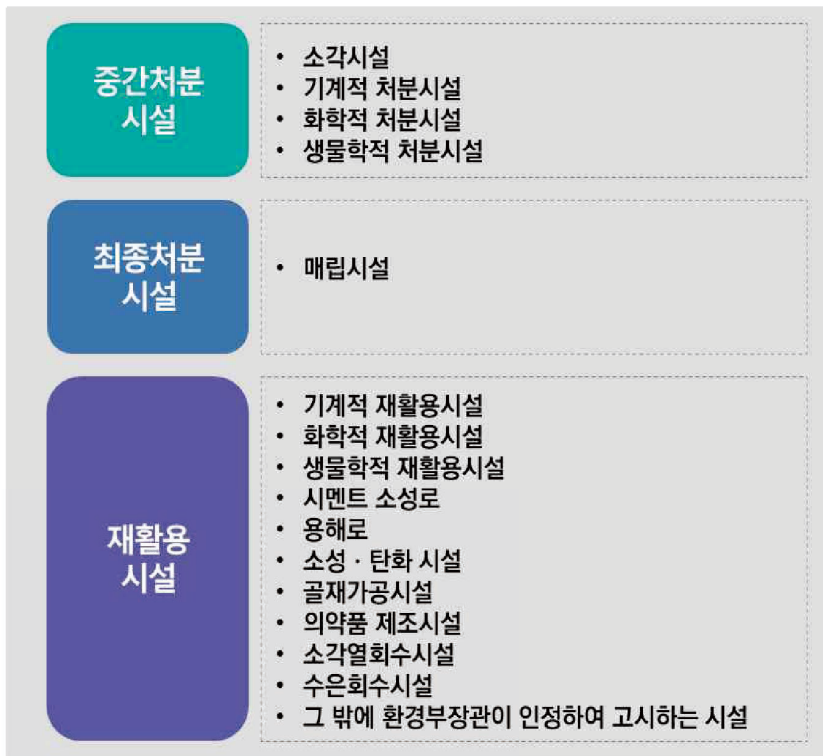 중간처분
시설
• 소각시설
• 기계적 처분시설
• 화학적 처분시설
• 생물학적 처분시설
최종처분
시설
• 매립시설
재활용
시설
• 기계적 재활용시설
• 화학적 재활용시설
• 생물학적 재활용시설
• 시멘트 소성로
• 용해로
• 소성 · 탄화 시설
• 골재가공시설
• 의약품 제조시설
• 소각열회수시설
• 수은회수시설
• 그 밖에 환경부장관이 인정하여 고시하는 시설